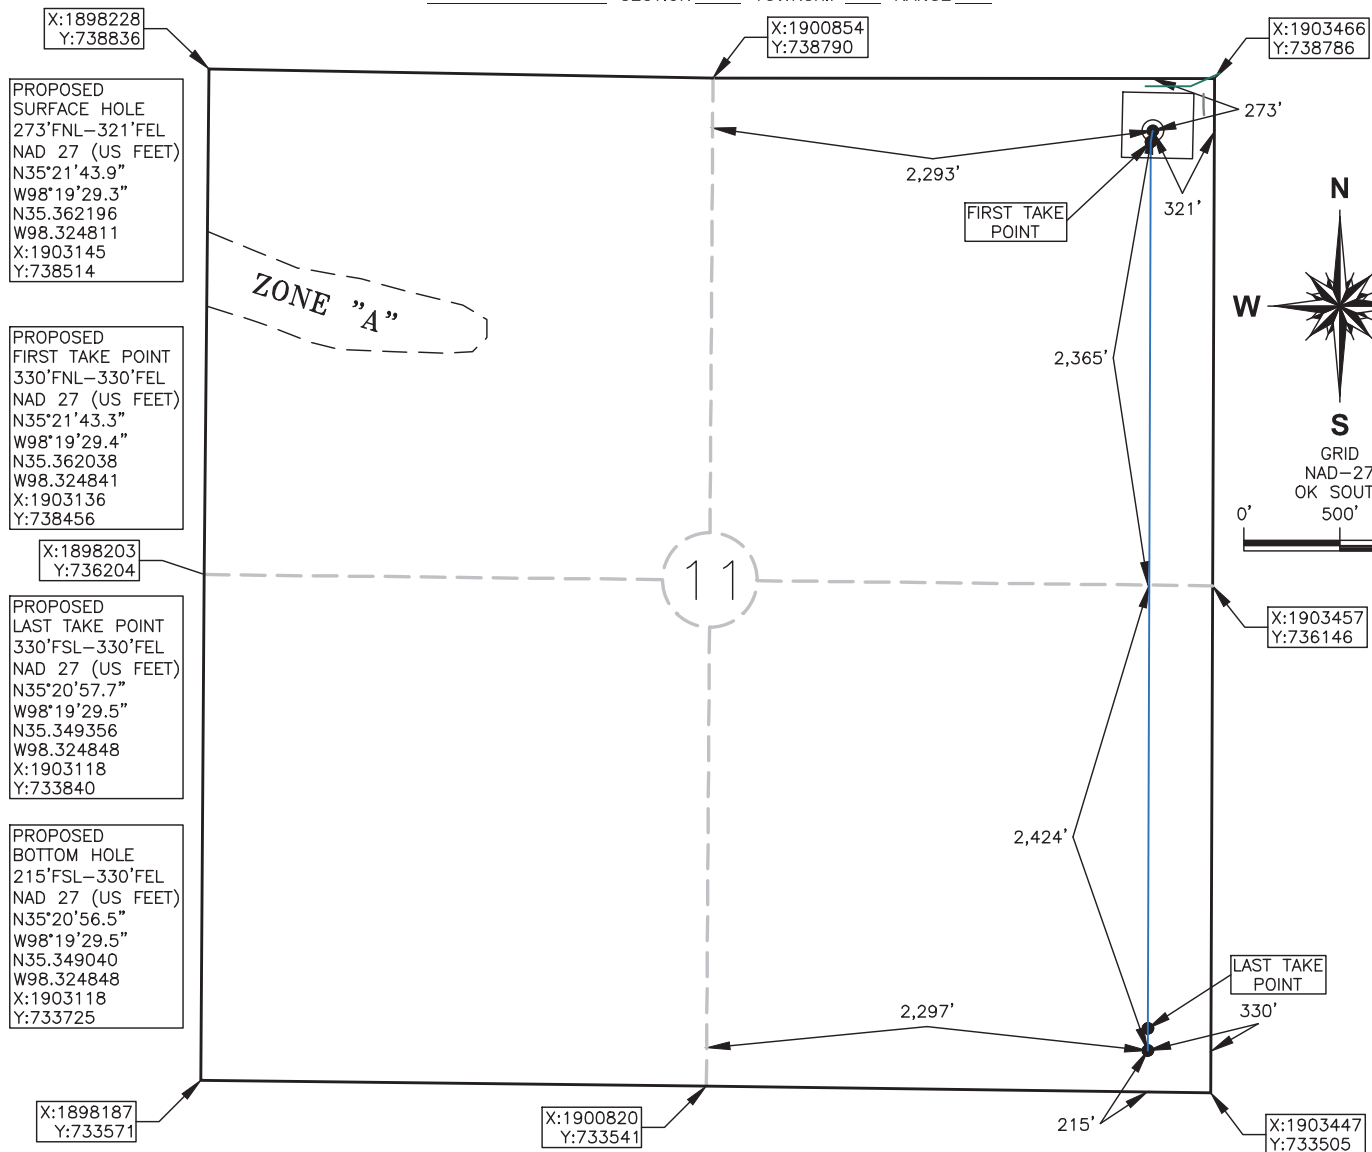 SECTION TOWNSHIP RANGE
X:1898228
Y:738836
X:1900854
Y:738790
X:1903466
Y:738786
PROPOSED
SURFACE HOLE
273'FNL-321'FEL
NAD 27 (US FEET)
N35°21'43.9"
W98°19'29.3"
N35.362196
W98.324811
X:1903145
Y:738514
273'
2,293'
321'
FIRST TAKE
POINT
N
W
S
GRID
NAD-27
OK SOUT
0' 500'
ZONE "A"
PROPOSED
FIRST TAKE POINT
330'FNL-330'FEL
NAD 27 (US FEET)
N35°21'43.3"
W98°19'29.4"
N35.362038
W98.324841
X:1903136
Y:738456
2,365'
X:1898203
Y:736204
11
X:1903457
Y:736146
PROPOSED
LAST TAKE POINT
330'FSL-330'FEL
NAD 27 (US FEET)
N35°20'57.7"
W98°19'29.5"
N35.349356
W98.324848
X:1903118
Y:733840
2,424'
PROPOSED
BOTTOM HOLE
215'FSL-330'FEL
NAD 27 (US FEET)
N35°20'56.5"
W98°19'29.5"
N35.349040
W98.324848
X:1903118
Y:733725
LAST TAKE
POINT
2,297'
330'
X:1898187
Y:733571
X:1900820
Y:733541
215'
X:1903447
Y:733505